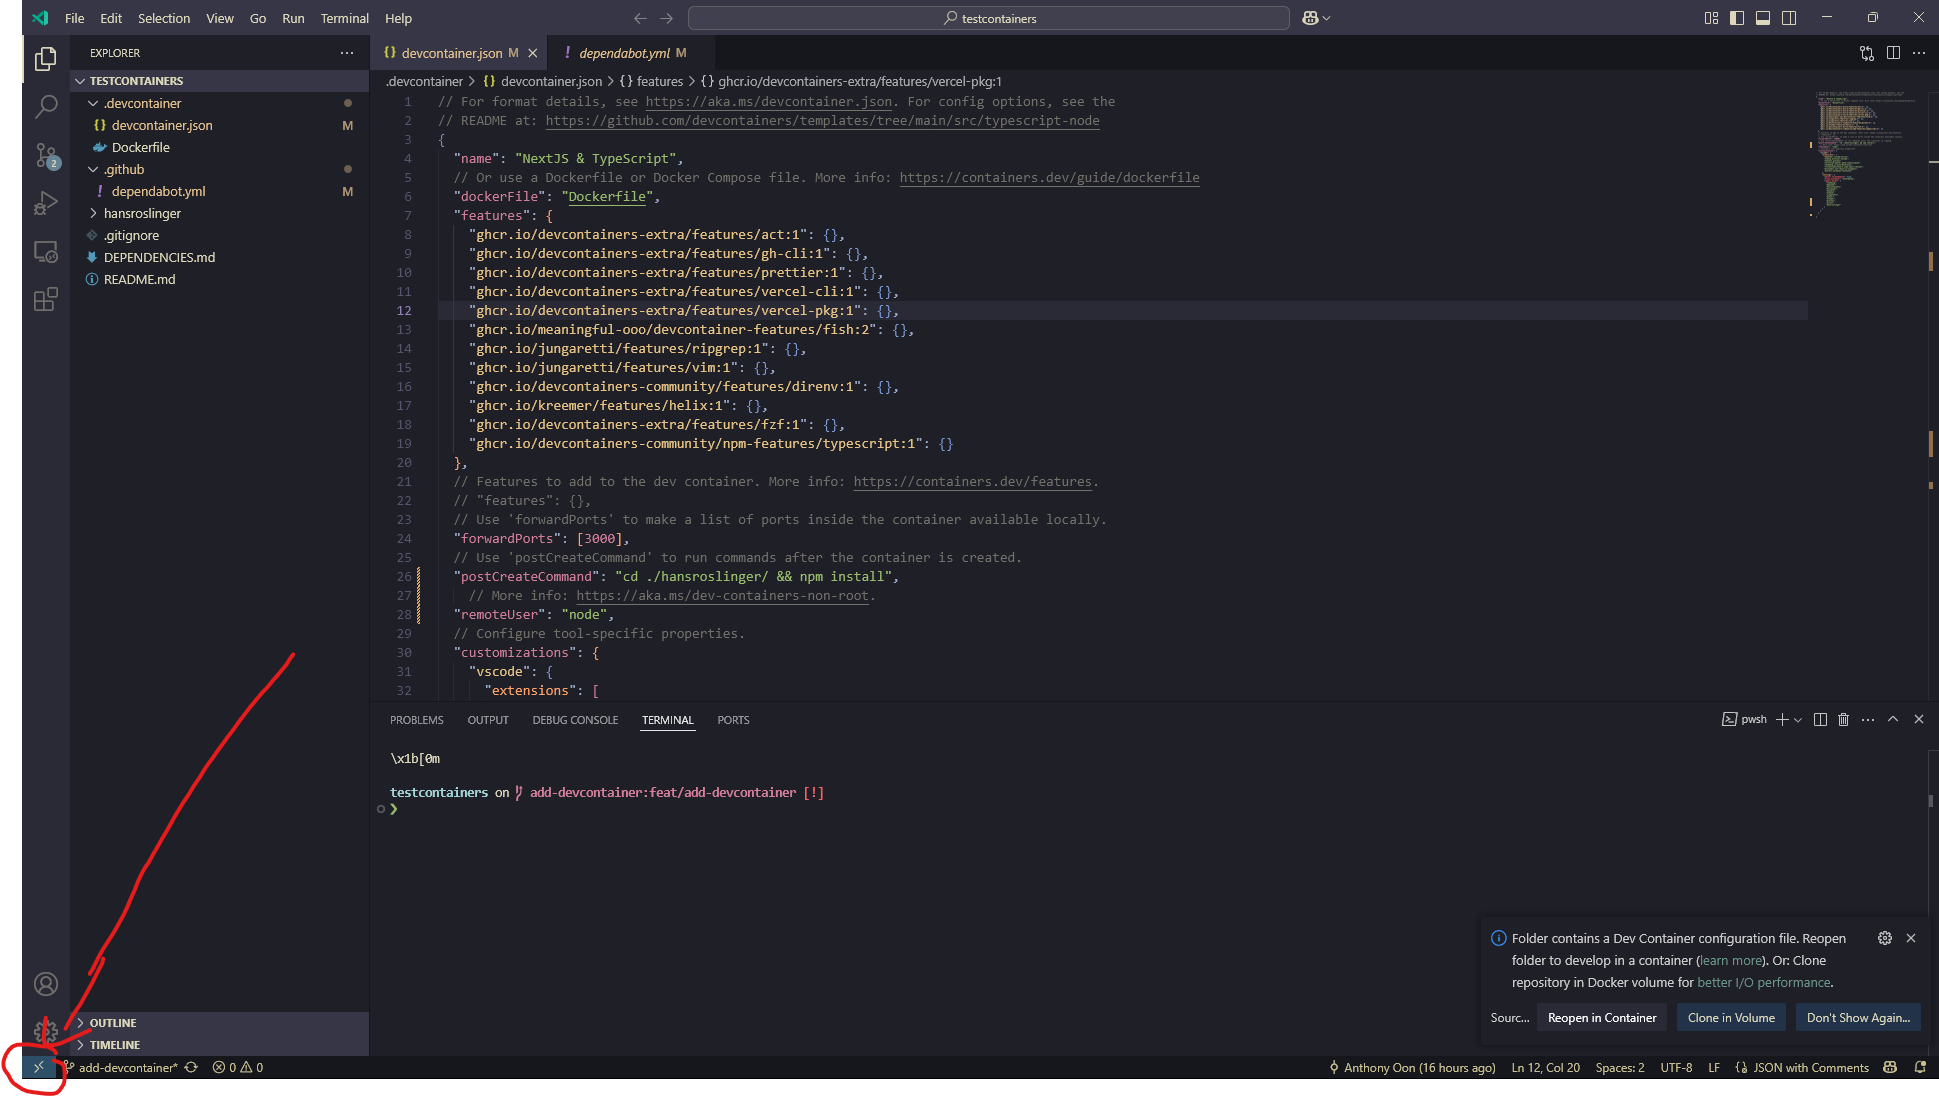 File Edit Selection View Go Run Terminal Help
testcontainers
EXPLORER
TESTCONTAINERS
.devcontainer
devcontainer.json M
Dockerfile
.github
dependabot.yml M
hansroslinger
.gitignore
DEPENDENCIES.md
README.md
OUTLINE
TIMELINE
devcontainer.json M
dependabot.yml M
.devcontainer > {} devcontainer.json > {} features > {} ghcr.io/devcontainers-extra/features/vercel-pkg:1
1 // For format details, see https://aka.ms/devcontainer.json. For config options, see the
2 // README at: https://github.com/devcontainers/templates/tree/main/src/typescript-node
3 {
4 "name": "NextJS & TypeScript",
5 // Or use a Dockerfile or Docker Compose file. More info: https://containers.dev/guide/dockerfile
6 "dockerFile": "Dockerfile",
7 "features": {
8 "ghcr.io/devcontainers-extra/features/act:1": {},
9 "ghcr.io/devcontainers-extra/features/gh-cli:1": {},
10 "ghcr.io/devcontainers-extra/features/prettier:1": {},
11 "ghcr.io/devcontainers-extra/features/vercel-cli:1": {},
12 "ghcr.io/devcontainers-extra/features/vercel-pkg:1": {},
13 "ghcr.io/meaningful-ooo/devcontainer-features/fish:2": {},
14 "ghcr.io/jungaretti/features/ripgrep:1": {},
15 "ghcr.io/jungaretti/features/vim:1": {},
16 "ghcr.io/devcontainers-community/features/direnv:1": {},
17 "ghcr.io/kreemer/features/helix:1": {},
18 "ghcr.io/devcontainers-extra/features/fzf:1": {},
19 "ghcr.io/devcontainers-community/npm-features/typescript:1": {}
20 },
21 // Features to add to the dev container. More info: https://containers.dev/features.
22 // "features": {},
23 // Use 'forwardPorts' to make a list of ports inside the container available locally.
24 "forwardPorts": [3000],
25 // Use 'postCreateCommand' to run commands after the container is created.
26 "postCreateCommand": "cd ./hansroslinger/ && npm install",
27 // More info: https://aka.ms/dev-containers-non-root.
28 "remoteUser": "node",
29 // Configure tool-specific properties.
30 "customizations": {
31 "vscode": {
32 "extensions": [
PROBLEMS OUTPUT DEBUG CONSOLE TERMINAL PORTS
pwsh
\x1b[0m
testcontainers on add-devcontainer:feat/add-devcontainer [!]
❯
Folder contains a Dev Container configuration file. Reopen
folder to develop in a container (learn more). Or: Clone
repository in Docker volume for better I/O performance.
Sourc... Reopen in Container Clone in Volume Don't Show Again...
2
add-devcontainer* 0 0
Anthony Oon (16 hours ago) Ln 12, Col 20 Spaces: 2 UTF-8 LF {} JSON with Comments